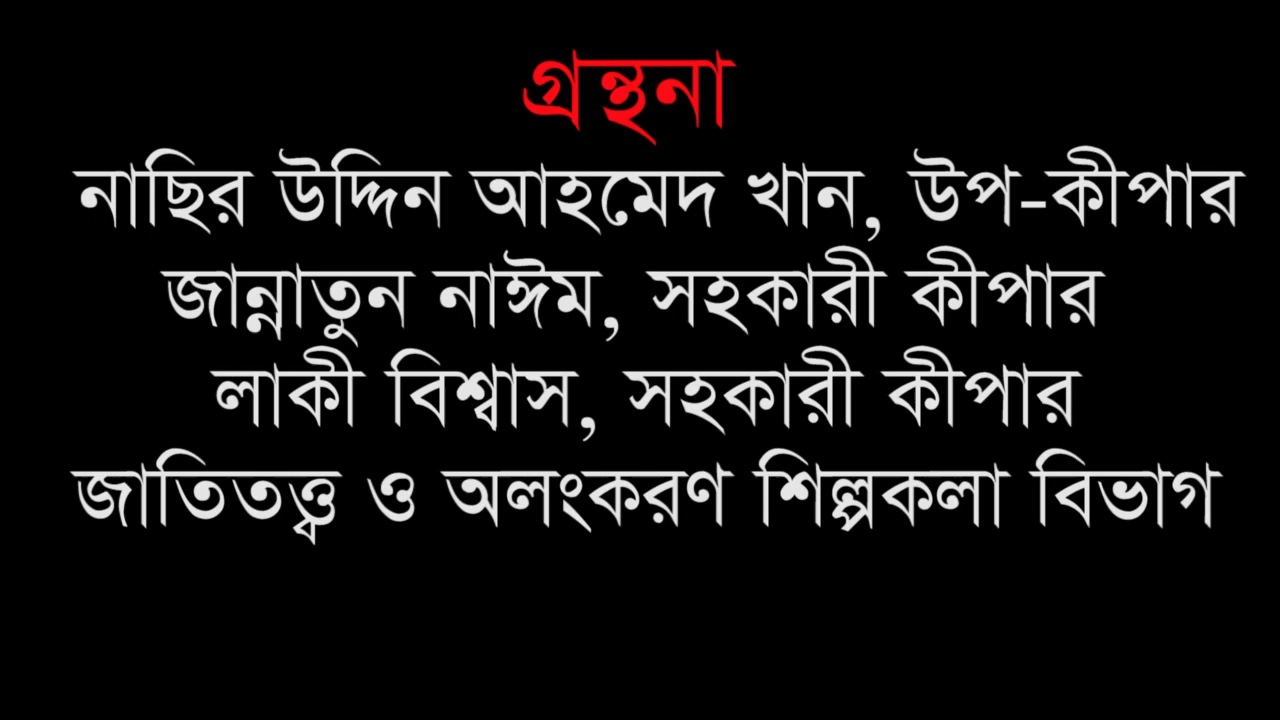 গ্রন্থনা
নাছির উদ্দিন আহমেদ খান, উপ-কীপার
জান্নাতুন নাঈম, সহকারী কীপার
লাকী বিশ্বাস, সহকারী কীপার
জাতিতত্ত্ব ও অলংকরণ শিল্পকলা বিভাগ